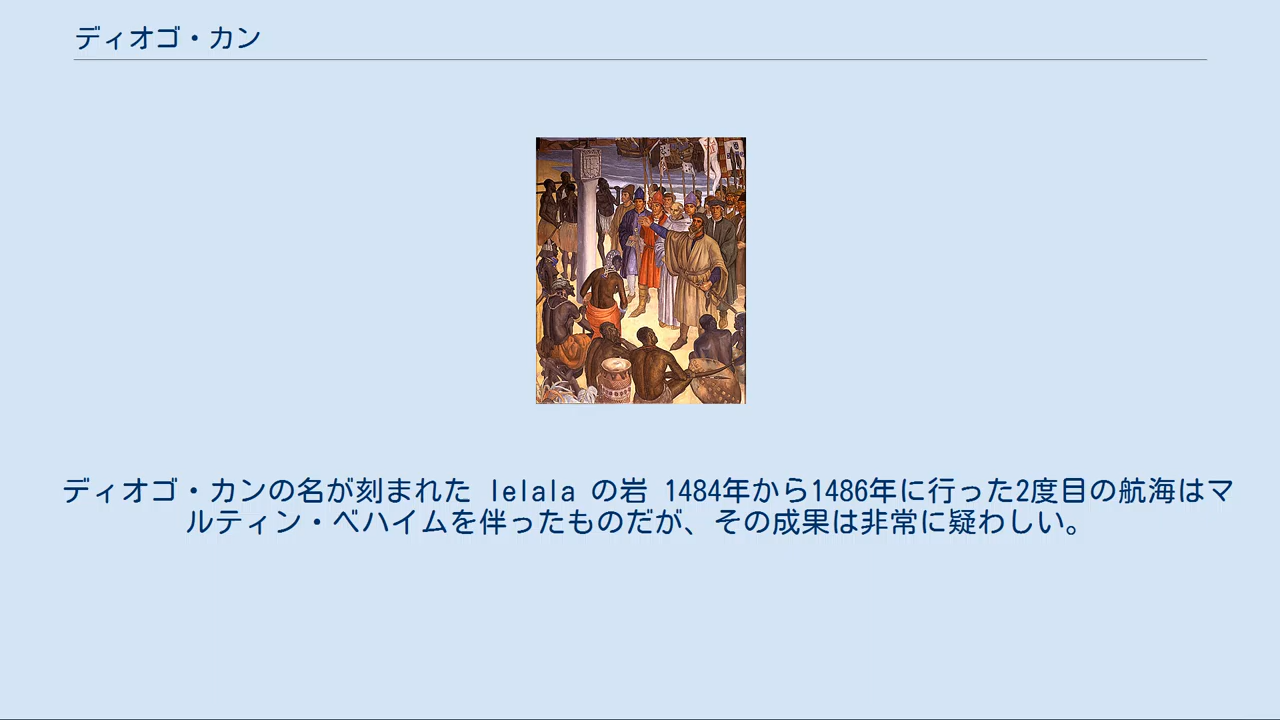 ディオゴ・カン
ディオゴ・カンの名が刻まれた lelala の岩 1484年から1486年に行った2度目の航海はマ
ルティン・ベハイムを伴ったものだが、その成果は非常に疑わしい。